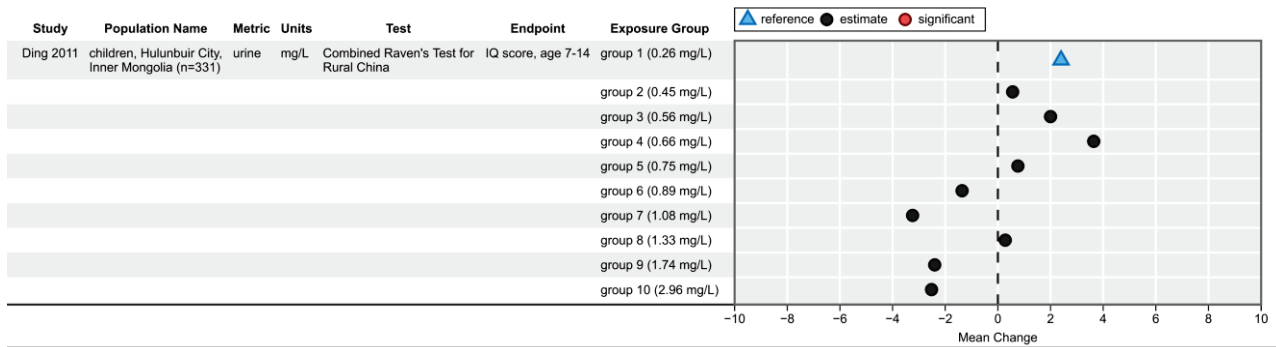 reference estimate significant
Study Population Name Metric Units Test Endpoint Exposure Group
Ding 2011 children, Hulunbuir City, urine mg/L Combined Raven's Test for IQ score, age 7-14 group 1 (0.26 mg/L)
Inner Mongolia (n=331) Rural China
group 2 (0.45 mg/L)
group 3 (0.56 mg/L)
group 4 (0.66 mg/L)
group 5 (0.75 mg/L)
group 6 (0.89 mg/L)
group 7 (1.08 mg/L)
group 8 (1.33 mg/L)
group 9 (1.74 mg/L)
group 10 (2.96 mg/L)
−10 −8 −6 −4 −2 0 2 4 6 8 10
Mean Change